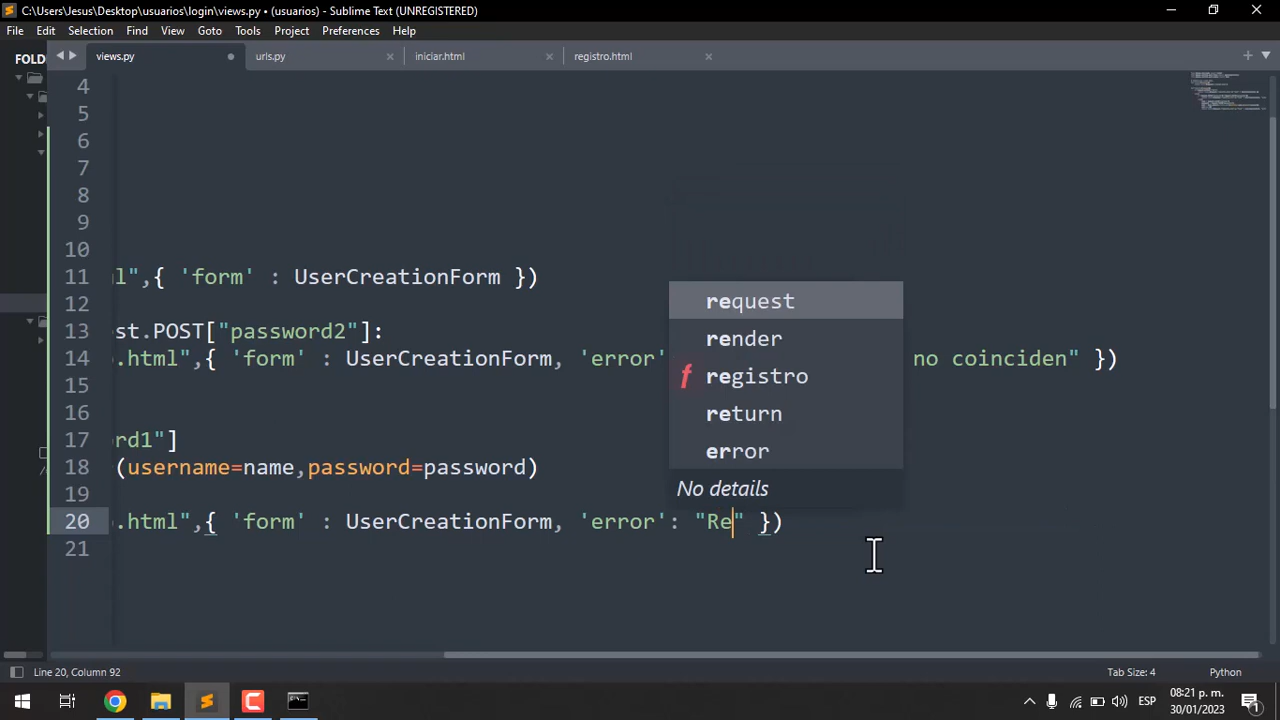 C:\Users\Jesus\Desktop\usuarios\login\views.py • (usuarios) - Sublime Text (UNREGISTERED)
File Edit Selection Find View Goto Tools Project Preferences Help
FOLD
views.py urls.py iniciar.html registro.html
4
5
6
7
8
9
10
11 ml",{ 'form' : UserCreationForm })
12
13 est.POST["password2"]:
14 o.html",{ 'form' : UserCreationForm, 'error' no coinciden" })
15
16
17 ord1"]
18 (username=name,password=password)
19
20 o.html",{ 'form' : UserCreationForm, 'error': "Re" })
21
request
render
f registro
return
error
No details
Line 20, Column 92
Tab Size: 4 Python
ESP
08:21 p. m.
30/01/2023
1